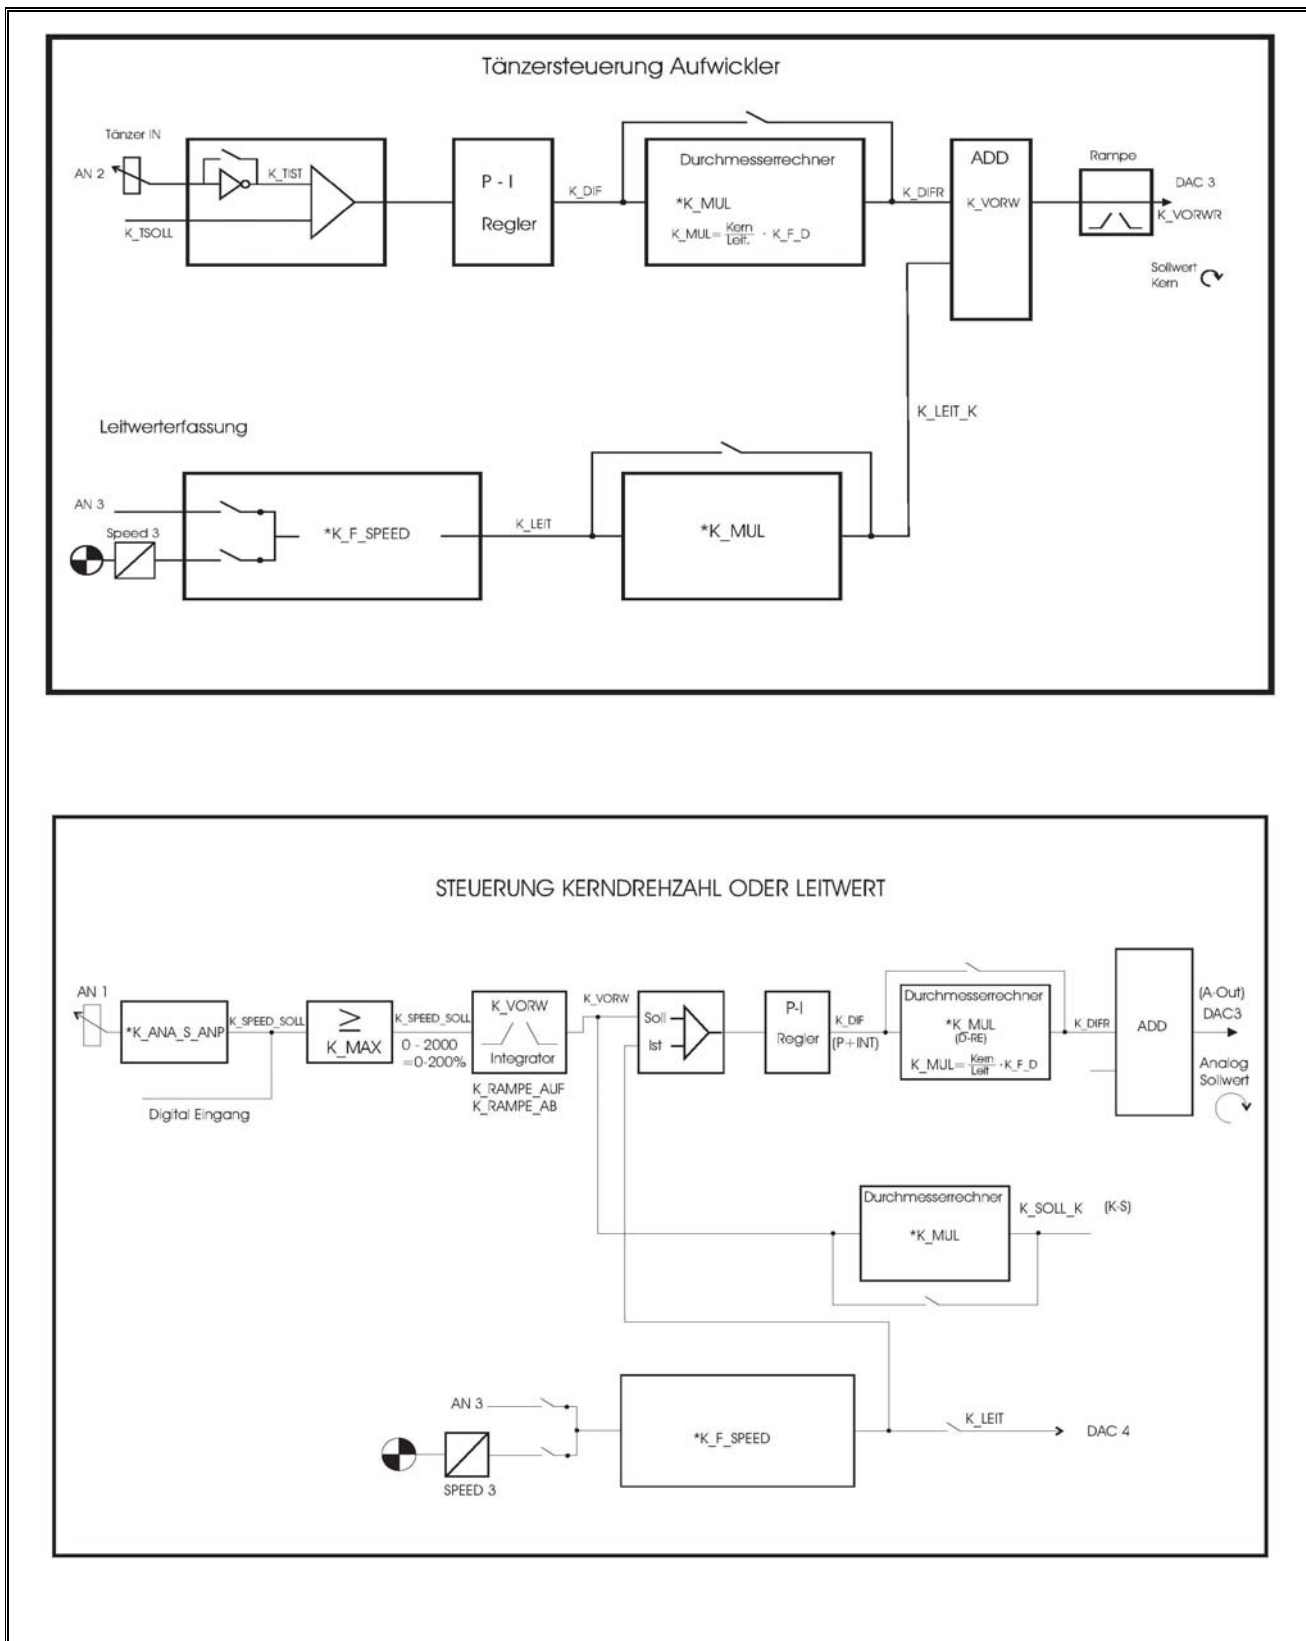 Tänzersteuerung Aufwickler
Tänzer IN
AN 2
K_TIST
K_TSOLL
P - I
Regler
K_DIF
Durchmesserrechner
*K_MUL
K_MUL= Kern
Leit. · K_F_D
K_DIFR
ADD
K_VORW
Rampe
DAC 3
K_VORWR
Sollwert
Kern
K_LEIT_K
Leitwerterfassung
AN 3
Speed 3
*K_F_SPEED
K_LEIT
*K_MUL
STEUERUNG KERNDREHZAHL ODER LEITWERT
AN 1
*K_ANA_S_ANP
K_SPEED_SOLL
Digital Eingang
≥
K_MAX
K_SPEED_SOLL
0 - 2000
=0-200%
K_VORW
Integrator
K_RAMPE_AUF
K_RAMPE_AB
K_VORW
Soll
Ist
P-I
Regler
K_DIF
(P+INT)
Durchmesserrechner
*K_MUL
(D-RE)
K_MUL= Kern
Leit · K_F_D
K_DIFR
ADD
(A-Out)
DAC3
Analog
Sollwert
Durchmesserrechner
*K_MUL
K_SOLL_K (K-S)
AN 3
SPEED 3
*K_F_SPEED
K_LEIT
DAC 4